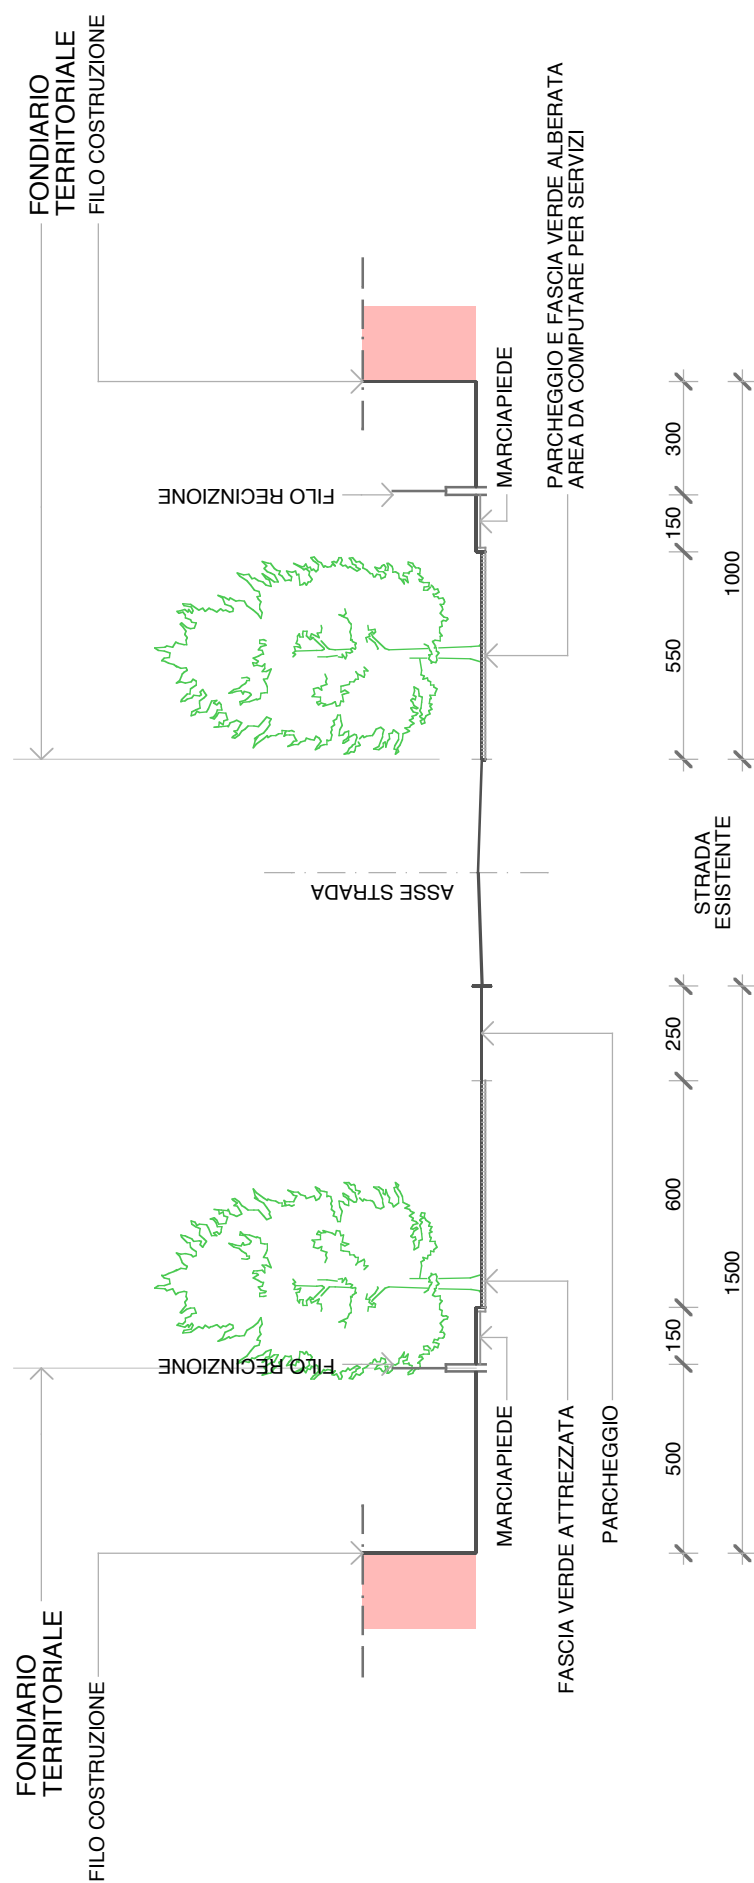 FONDIARIO
TERRITORIALE
FILO COSTRUZIONE
FONDIARIO
TERRITORIALE
FILO COSTRUZIONE
FILO RECINZIONE
ASSE STRADA
FILO RECINZIONE
MARCIAPIEDE
FASCIA VERDE ATTREZZATA
PARCHEGGIO
MARCIAPIEDE
PARCHEGGIO E FASCIA VERDE ALBERATA
AREA DA COMPUTARE PER SERVIZI
500
150
600
250
STRADA
ESISTENTE
550
150
300
1500
1000